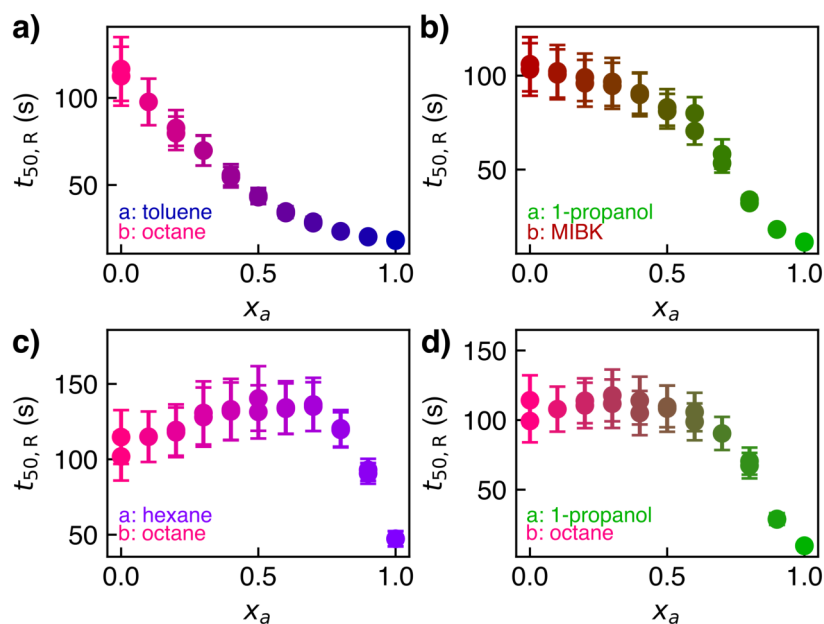 a)
t50, R (s)
100
50
a: toluene
b: octane
0.0 0.5 1.0
xa
b)
t50, R (s)
100
50
a: 1-propanol
b: MIBK
0.0 0.5 1.0
xa
c)
t50, R (s)
150
100
50
a: hexane
b: octane
0.0 0.5 1.0
xa
d)
t50, R (s)
150
100
50
a: 1-propanol
b: octane
0.0 0.5 1.0
xa